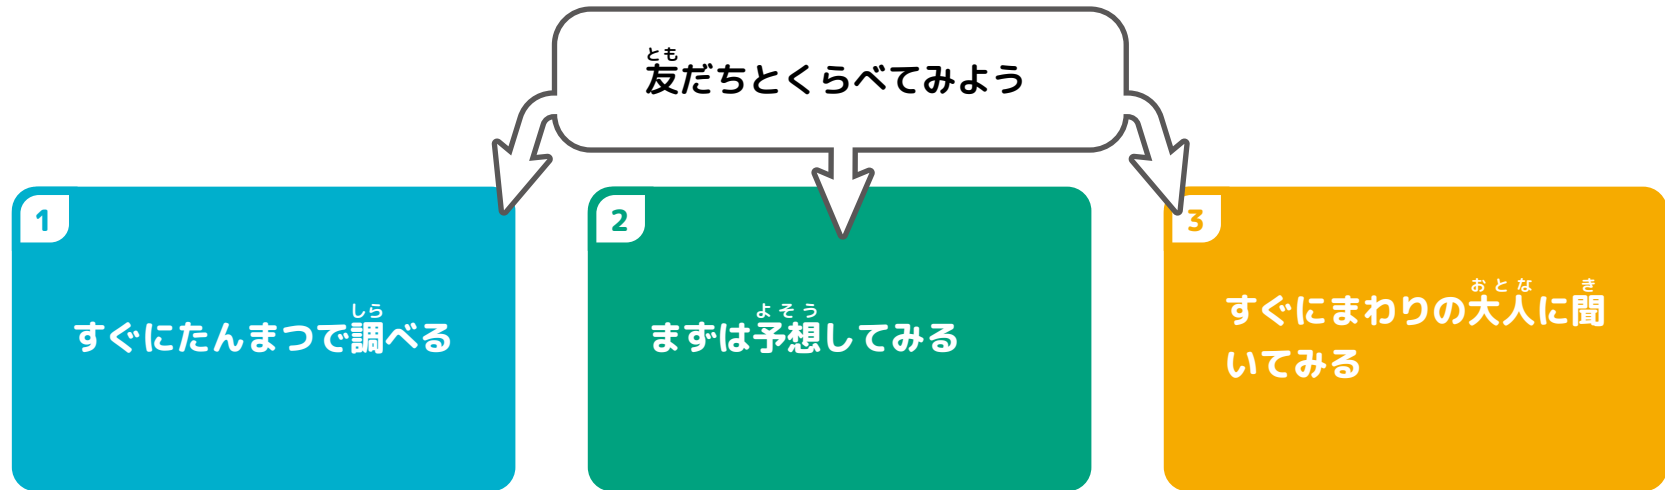 とも
友だちとくらべてみよう
1
しら
すぐにたんまつで調べる
2
よそう
まずは予想してみる
3
おとな き
すぐにまわりの大人に聞
いてみる